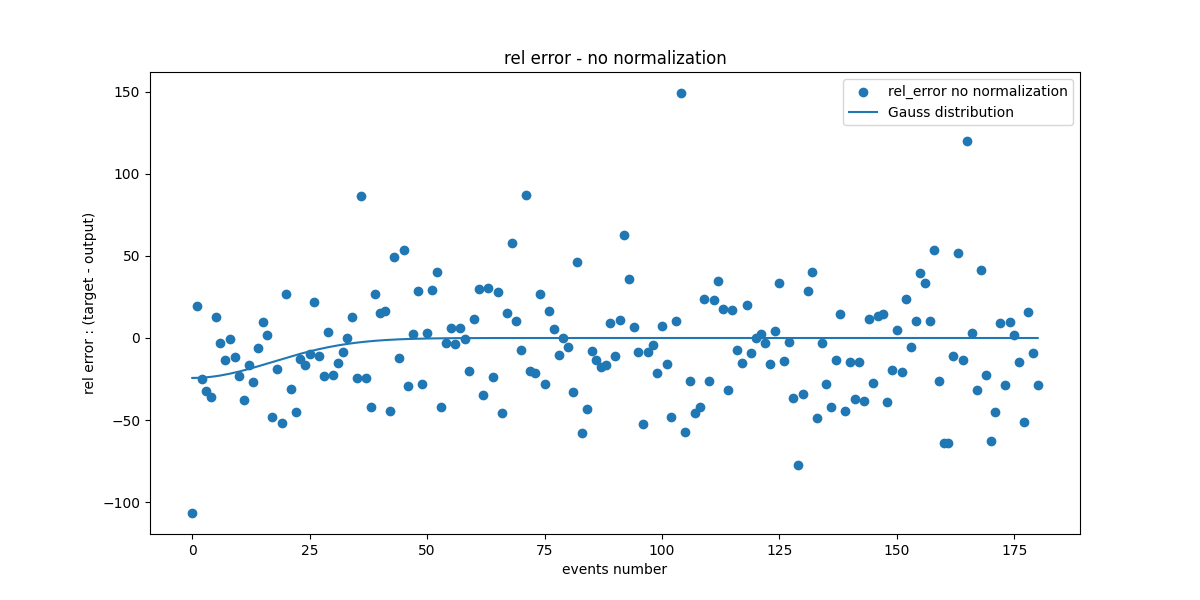 rel error - no normalization
rel_error no normalization
Gauss distribution
rel error : (target - output)
150
100
50
0
−50
−100
0
25
50
75
100
125
150
175
events number